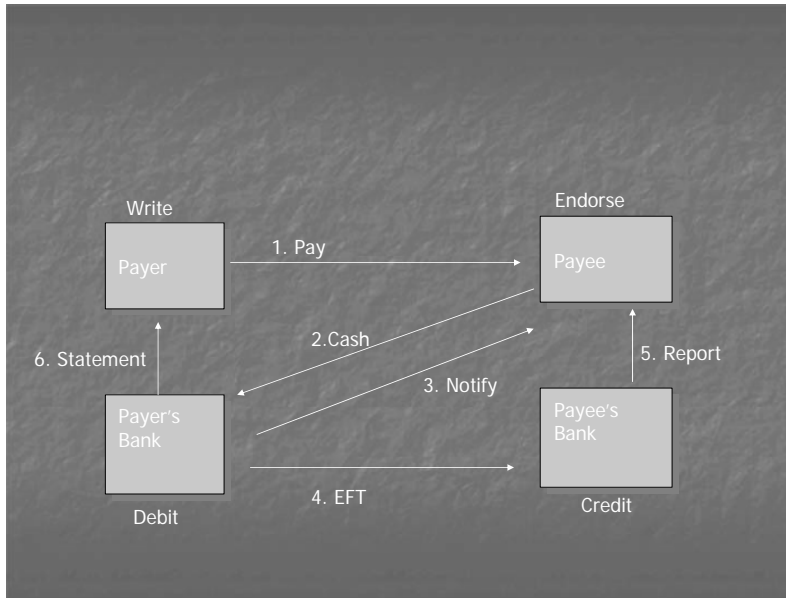 Write
Endorse
Payer
1. Pay
Payee
2.Cash
6. Statement
3. Notify
5. Report
Payer's
Bank
Payee's
Bank
4. EFT
Debit
Credit